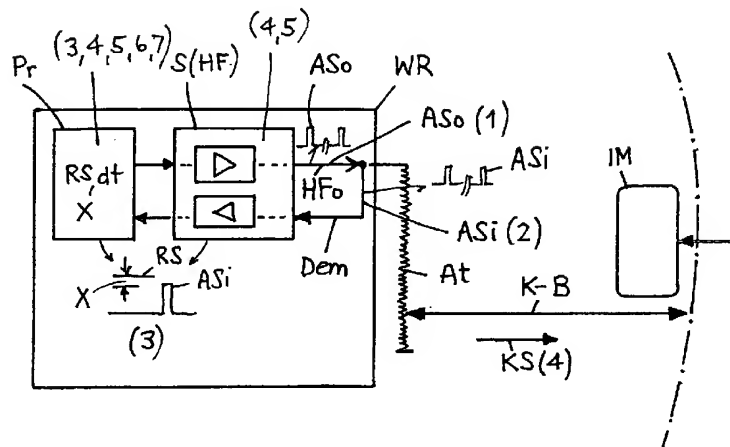 (3,4,5,6,7)
Pr
S(HF)
(4,5)
ASo
WR
ASo (1)
RS, dt
X
HFo
ASi
ASi (2)
Dem
At
IM
K-B
KS(4)
X
RS
ASi
(3)